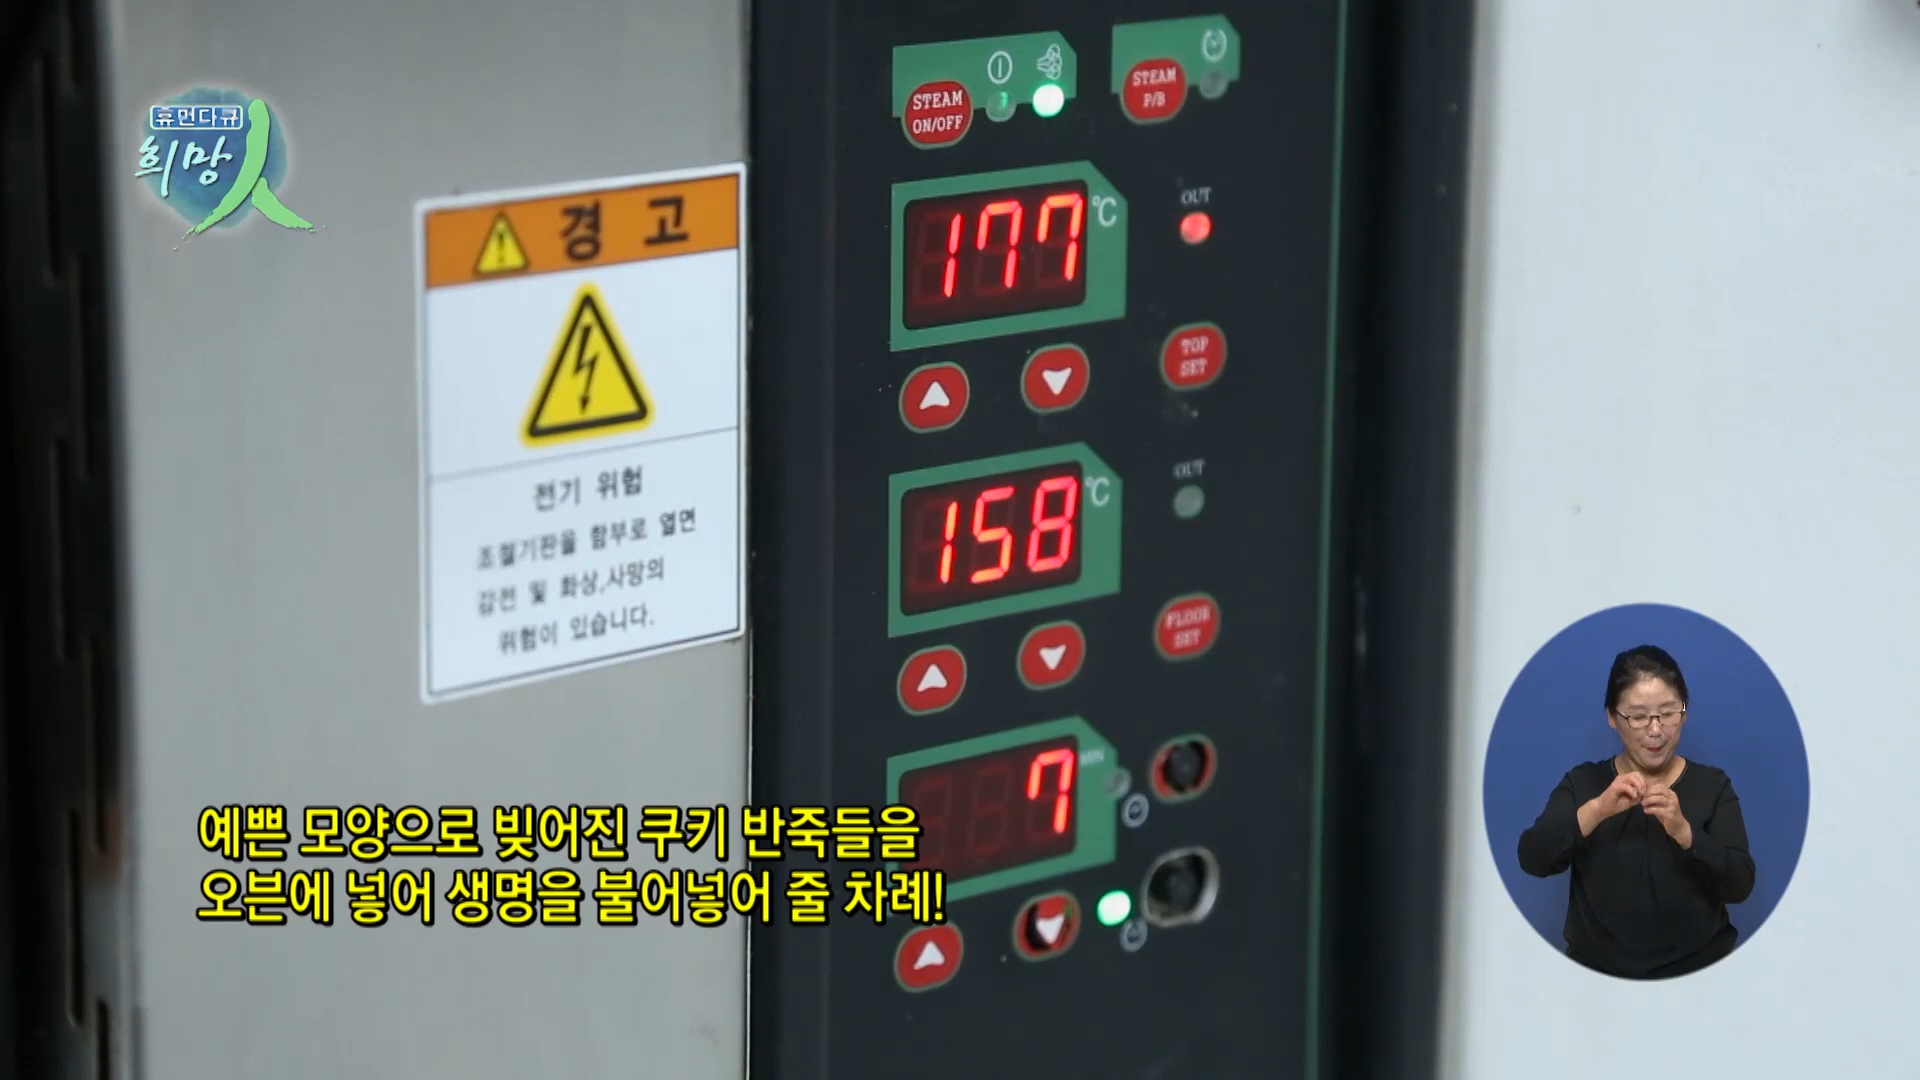 휴먼다큐
희망人
STEAM
ON/OFF
STEAM
P/B
경고
177 ℃
OUT
TOP
SET
전기 위험
조절기판을 함부로 열면
감전 및 화상,사망의
위험이 있습니다.
158 ℃
OUT
FLOOR
SET
7 MIN
예쁜 모양으로 빚어진 쿠키 반죽들을
오븐에 넣어 생명을 불어넣어 줄 차례!